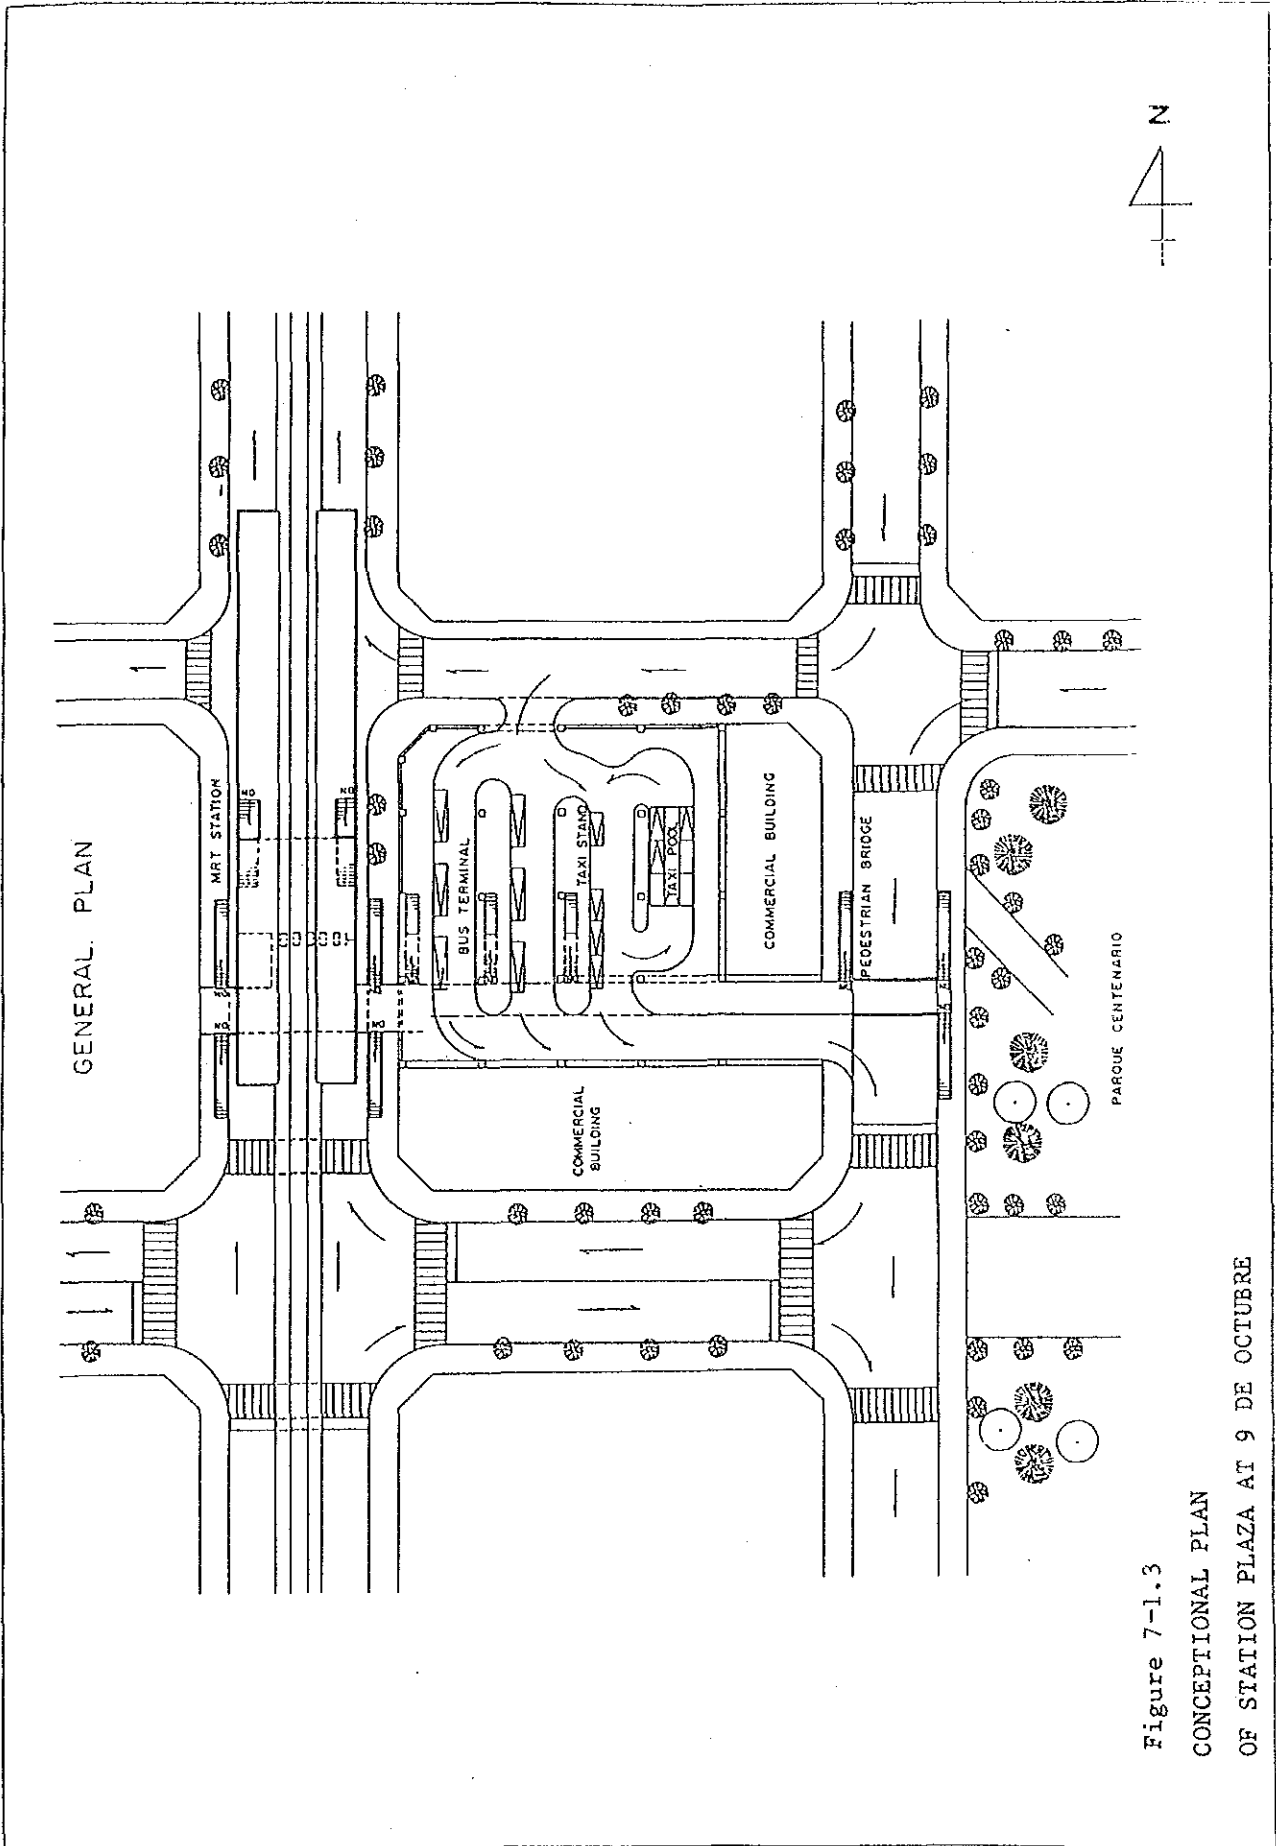 GENERAL PLAN
MRT STATION
BUS TERMINAL
TAXI STAND
TAXI POOL
COMMERCIAL BUILDING
PEDESTRIAN BRIDGE
COMMERCIAL
BUILDING
PARQUE CENTENARIO
N
Figure 7-1.3
CONCEPTIONAL PLAN
OF STATION PLAZA AT 9 DE OCTUBRE